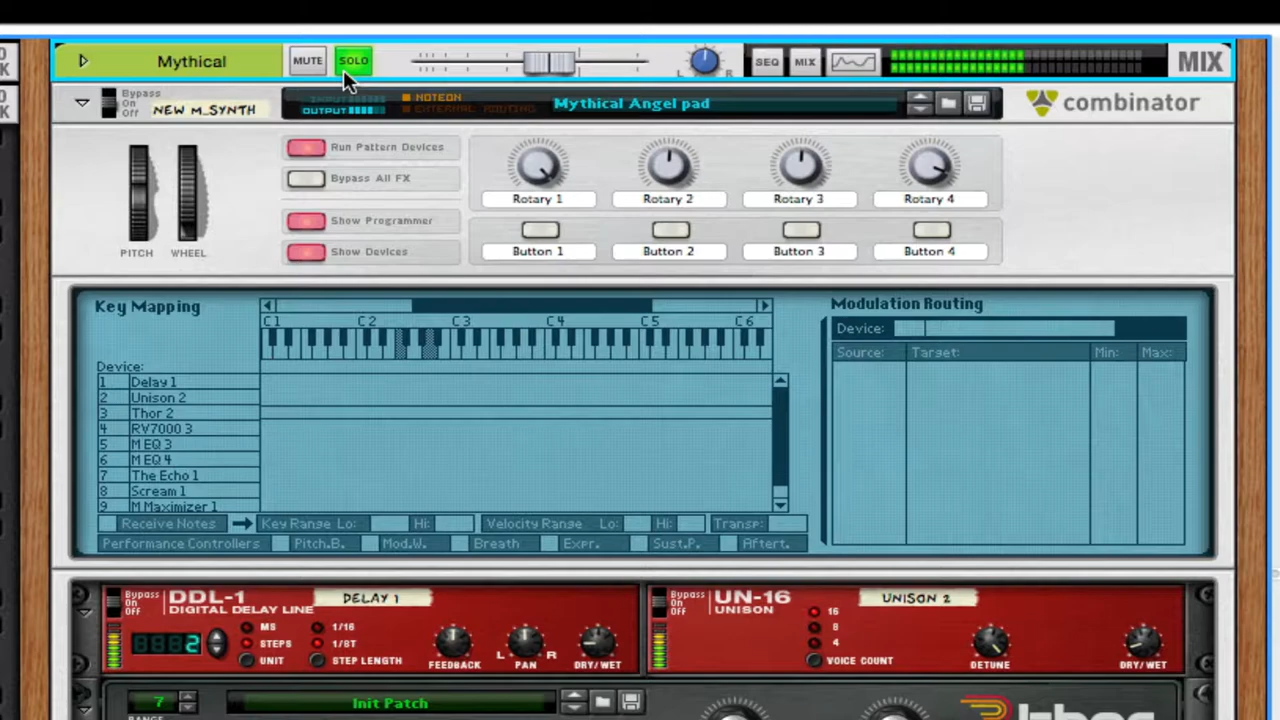 Mythical MUTE SOLO L R SEQ MIX MIX
Bypass
On
Off
NEW M_SYNTH
INPUT
OUTPUT
NOTEON
EXTERNAL ROUTING
Mythical Angel pad
combinator
Run Pattern Devices
Bypass All FX
Show Programmer
Show Devices
PITCH WHEEL
Rotary 1 Rotary 2 Rotary 3 Rotary 4
Button 1 Button 2 Button 3 Button 4
Key Mapping
C1 C2 C3 C4 C5 C6
Device:
1 Delay 1
2 Unison 2
3 Thor 2
4 RV7000 3
5 M EQ 3
6 M EQ 4
7 The Echo 1
8 Scream 1
9 M Maximizer 1
Receive Notes Key Range Lo: Hi: Velocity Range Lo: Hi: Transp:
Performance Controllers Pitch.B. Mod.W. Breath Expr. Sust.P. Aftert.
Modulation Routing
Device:
Source: Target: Min: Max:
Bypass
On
Off
DDL-1
DIGITAL DELAY LINE
DELAY 1
2
MS
STEPS
UNIT
1/16
1/8T
STEP LENGTH
FEEDBACK
L R
PAN
DRY/WET
Bypass
On
Off
UN-16
UNISON
UNISON 2
16
8
4
VOICE COUNT
DETUNE
DRY/WET
7
Init Patch